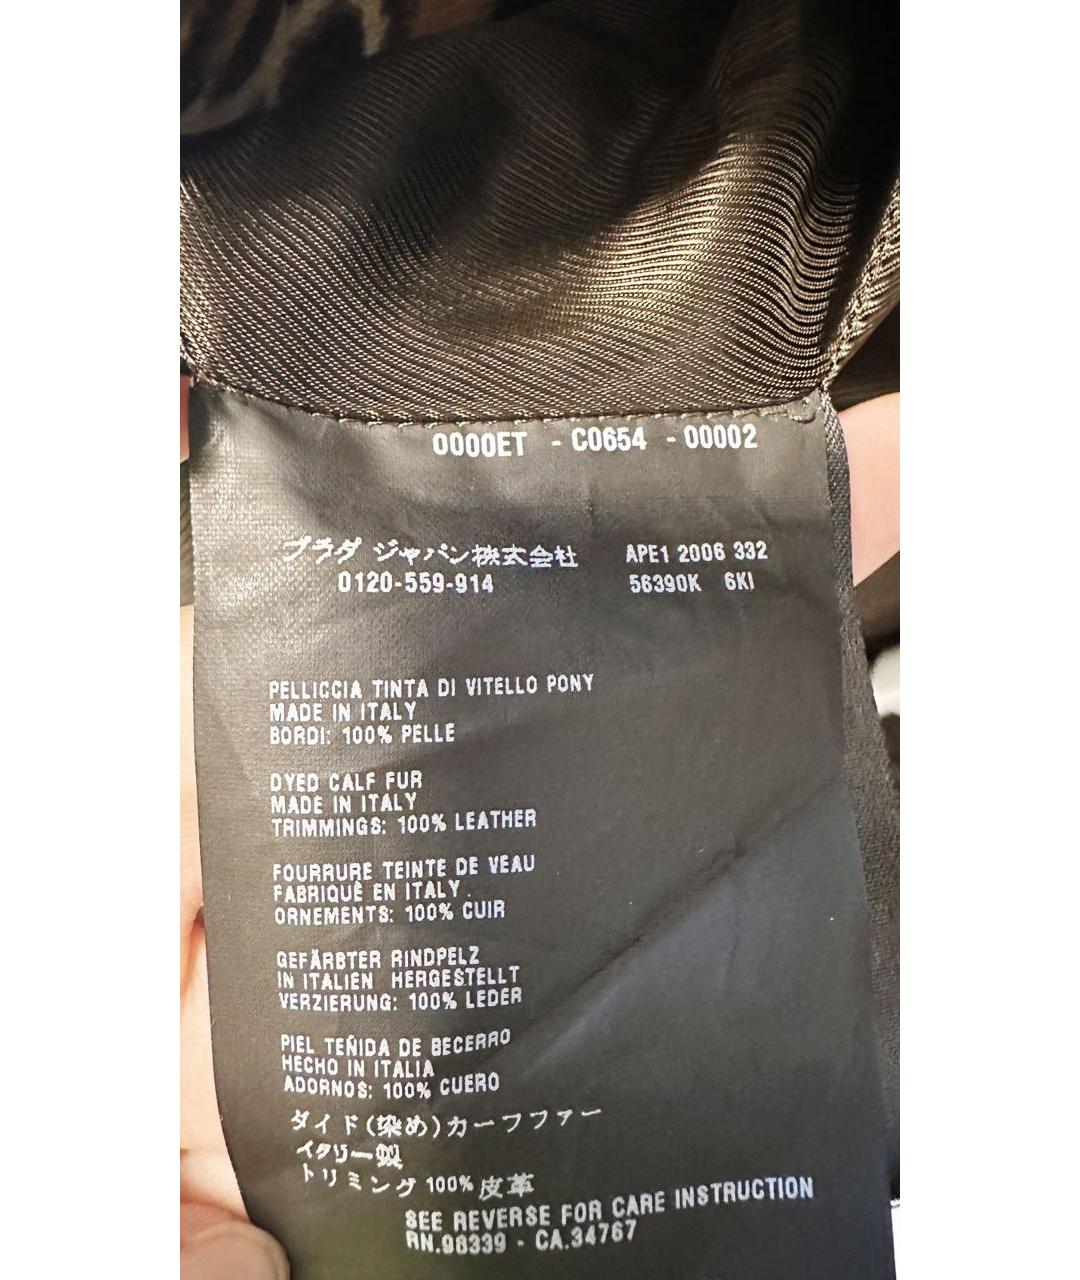 0000ET - C0654 - 00002
プラダ ジャパン株式会社 APE1 2006 332
0120-559-914 56390K 6KI
PELLICCIA TINTA DI VITELLO PONY
MADE IN ITALY
BORDI: 100% PELLE
DYED CALF FUR
MADE IN ITALY
TRIMMINGS: 100% LEATHER
FOURRURE TEINTE DE VEAU
FABRIQUÈ EN ITALY
ORNEMENTS: 100% CUIR
GEFÄRBTER RINDPELZ
IN ITALIEN HERGESTELLT
VERZIERUNG: 100% LEDER
PIEL TEÑIDA DE BECERRO
HECHO IN ITALIA
ADORNOS: 100% CUERO
ダイド(染め)カーフファー
イタリー製
トリミング 100% 皮革
SEE REVERSE FOR CARE INSTRUCTION
RN.98339 - CA.34767